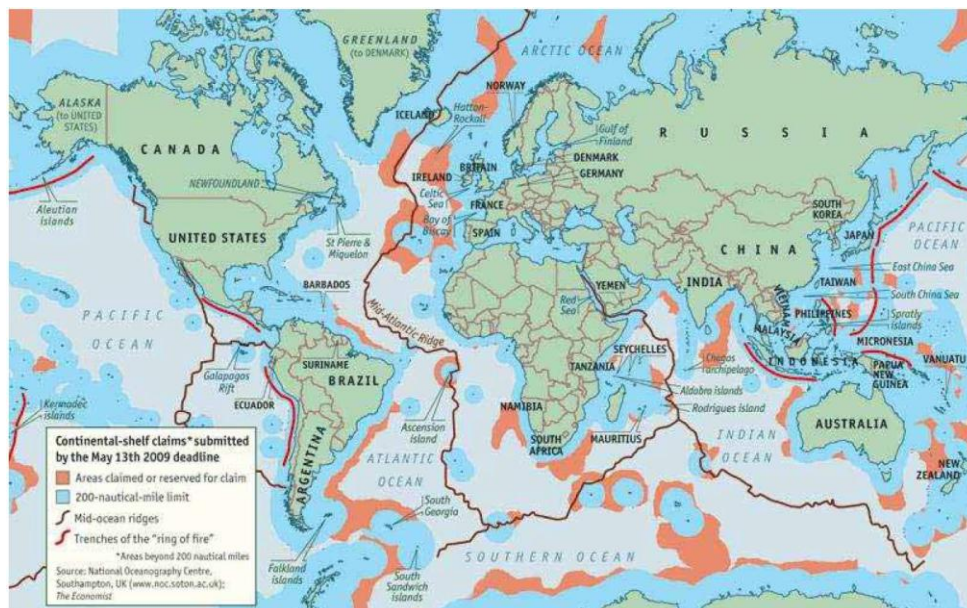 GREENLAND
(to DENMARK)
ARCTIC OCEAN
ALASKA
(to UNITED
STATES)
CANADA
ICELAND
Hatton-
Rockall
NORWAY
RUSSIA
Gulf of
Finland
DENMARK
GERMANY
BRITAIN
IRELAND
Celtic
Sea
FRANCE
Bay of
Biscay
SPAIN
NEWFOUNDLAND
Aleutian
islands
UNITED STATES
St Pierre &
Miquelon
SOUTH
KOREA
JAPAN
PACIFIC
OCEAN
CHINA
East China Sea
TAIWAN
South China Sea
BARBADOS
Mid-Atlantic Ridge
YEMEN
Red
Sea
INDIA
VIETNAM
PHILIPPINES
Spratly
islands
PACIFIC
OCEAN
MALAYSIA
MICRONESIA
SURINAME
BRAZIL
SEYCHELLES
Chagos
archipelago
INDONESIA
PAPUA
NEW
GUINEA
VANUATU
Galapagos
Rift
ECUADOR
TANZANIA
Aldabra islands
Rodrigues island
Kermadec
islands
Ascension
island
NAMIBIA
SOUTH
AFRICA
MAURITIUS
AUSTRALIA
INDIAN
OCEAN
NEW
ZEALAND
ARGENTINA
ATLANTIC
OCEAN
South
Georgia
Falkland
islands
South
Sandwich
islands
SOUTHERN OCEAN
Continental-shelf claims* submitted
by the May 13th 2009 deadline
Areas claimed or reserved for claim
200-nautical-mile limit
Mid-ocean ridges
Trenches of the "ring of fire"
*Areas beyond 200 nautical miles
Source: National Oceanography Centre,
Southampton, UK (www.noc.soton.ac.uk);
The Economist